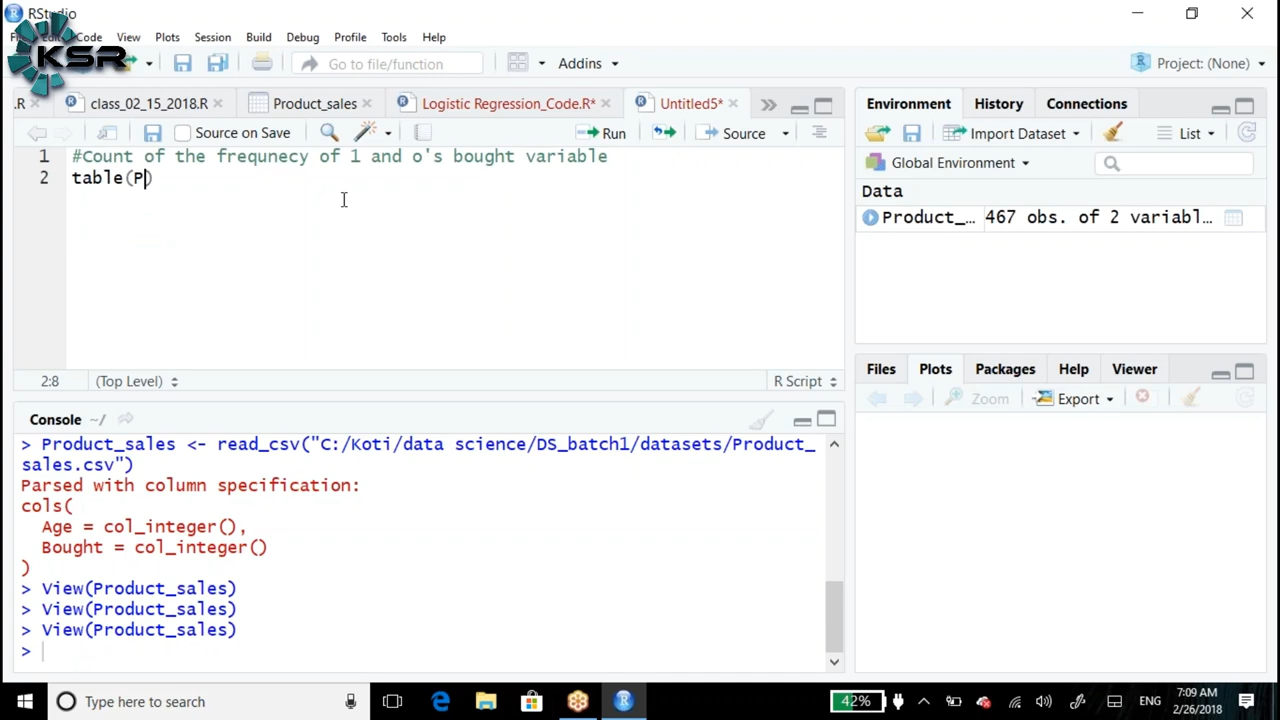 RStudio
Code View Plots Session Build Debug Profile Tools Help
KSR
Go to file/function Addins Project: (None)
.R class_02_15_2018.R Product_sales Logistic Regression_Code.R* Untitled5*
Source on Save Run Source
1 #Count of the frequnecy of 1 and o's bought variable
2 table(P)
2:8 (Top Level) R Script
Console ~/
> Product_sales <- read_csv("C:/Koti/data science/DS_batch1/datasets/Product_
sales.csv")
Parsed with column specification:
cols(
Age = col_integer(),
Bought = col_integer()
)
> View(Product_sales)
> View(Product_sales)
> View(Product_sales)
>
Environment History Connections
Import Dataset List
Global Environment
Data
Product_… 467 obs. of 2 variabl…
Files Plots Packages Help Viewer
Zoom Export
Type here to search
42%
ENG
7:09 AM
2/26/2018